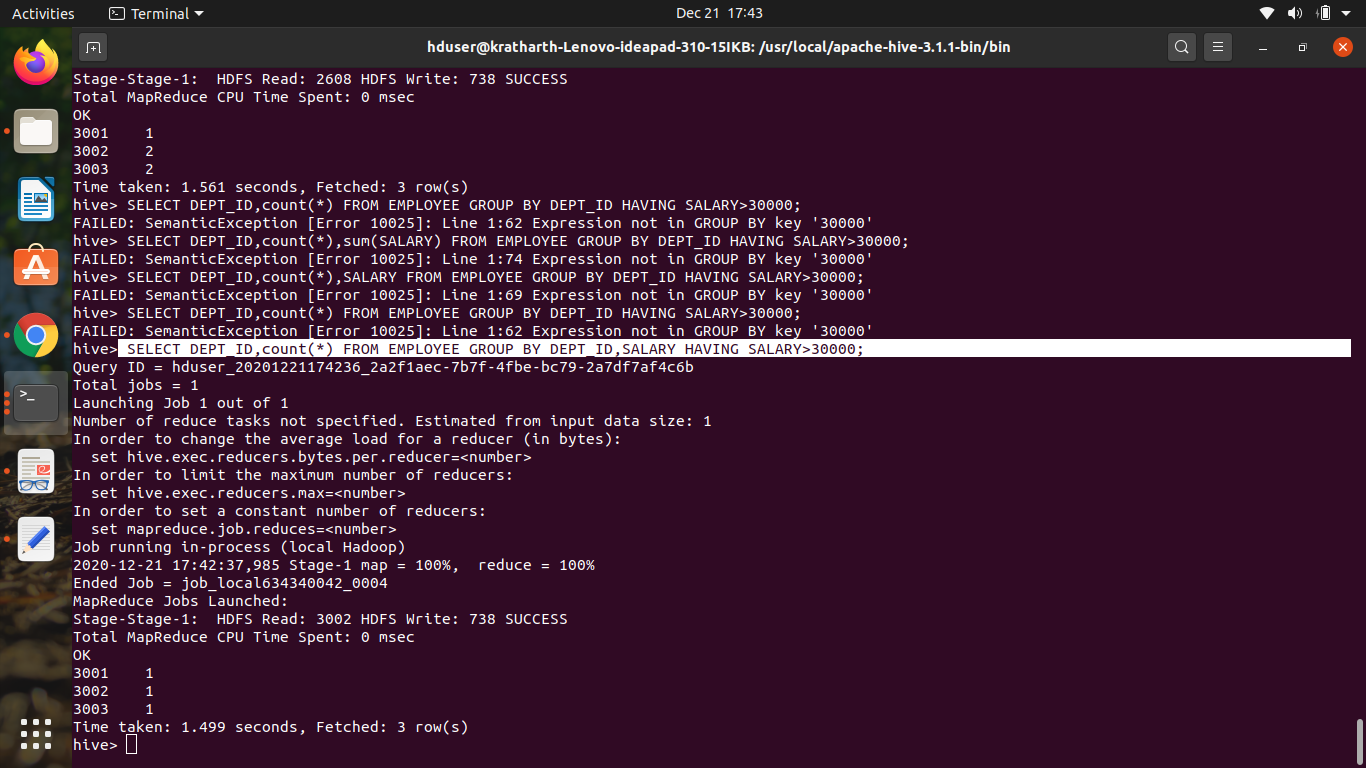 Activities Terminal Dec 21 17:43
hduser@kratharth-Lenovo-ideapad-310-15IKB: /usr/local/apache-hive-3.1.1-bin/bin
Stage-Stage-1:  HDFS Read: 2608 HDFS Write: 738 SUCCESS
Total MapReduce CPU Time Spent: 0 msec
OK
3001    1
3002    2
3003    2
Time taken: 1.561 seconds, Fetched: 3 row(s)
hive> SELECT DEPT_ID,count(*) FROM EMPLOYEE GROUP BY DEPT_ID HAVING SALARY>30000;
FAILED: SemanticException [Error 10025]: Line 1:62 Expression not in GROUP BY key '30000'
hive> SELECT DEPT_ID,count(*),sum(SALARY) FROM EMPLOYEE GROUP BY DEPT_ID HAVING SALARY>30000;
FAILED: SemanticException [Error 10025]: Line 1:74 Expression not in GROUP BY key '30000'
hive> SELECT DEPT_ID,count(*),SALARY FROM EMPLOYEE GROUP BY DEPT_ID HAVING SALARY>30000;
FAILED: SemanticException [Error 10025]: Line 1:69 Expression not in GROUP BY key '30000'
hive> SELECT DEPT_ID,count(*) FROM EMPLOYEE GROUP BY DEPT_ID HAVING SALARY>30000;
FAILED: SemanticException [Error 10025]: Line 1:62 Expression not in GROUP BY key '30000'
hive> SELECT DEPT_ID,count(*) FROM EMPLOYEE GROUP BY DEPT_ID,SALARY HAVING SALARY>30000;
Query ID = hduser_20201221174236_2a2f1aec-7b7f-4fbe-bc79-2a7df7af4c6b
Total jobs = 1
Launching Job 1 out of 1
Number of reduce tasks not specified. Estimated from input data size: 1
In order to change the average load for a reducer (in bytes):
  set hive.exec.reducers.bytes.per.reducer=<number>
In order to limit the maximum number of reducers:
  set hive.exec.reducers.max=<number>
In order to set a constant number of reducers:
  set mapreduce.job.reduces=<number>
Job running in-process (local Hadoop)
2020-12-21 17:42:37,985 Stage-1 map = 100%,  reduce = 100%
Ended Job = job_local634340042_0004
MapReduce Jobs Launched:
Stage-Stage-1:  HDFS Read: 3002 HDFS Write: 738 SUCCESS
Total MapReduce CPU Time Spent: 0 msec
OK
3001    1
3002    1
3003    1
Time taken: 1.499 seconds, Fetched: 3 row(s)
hive>